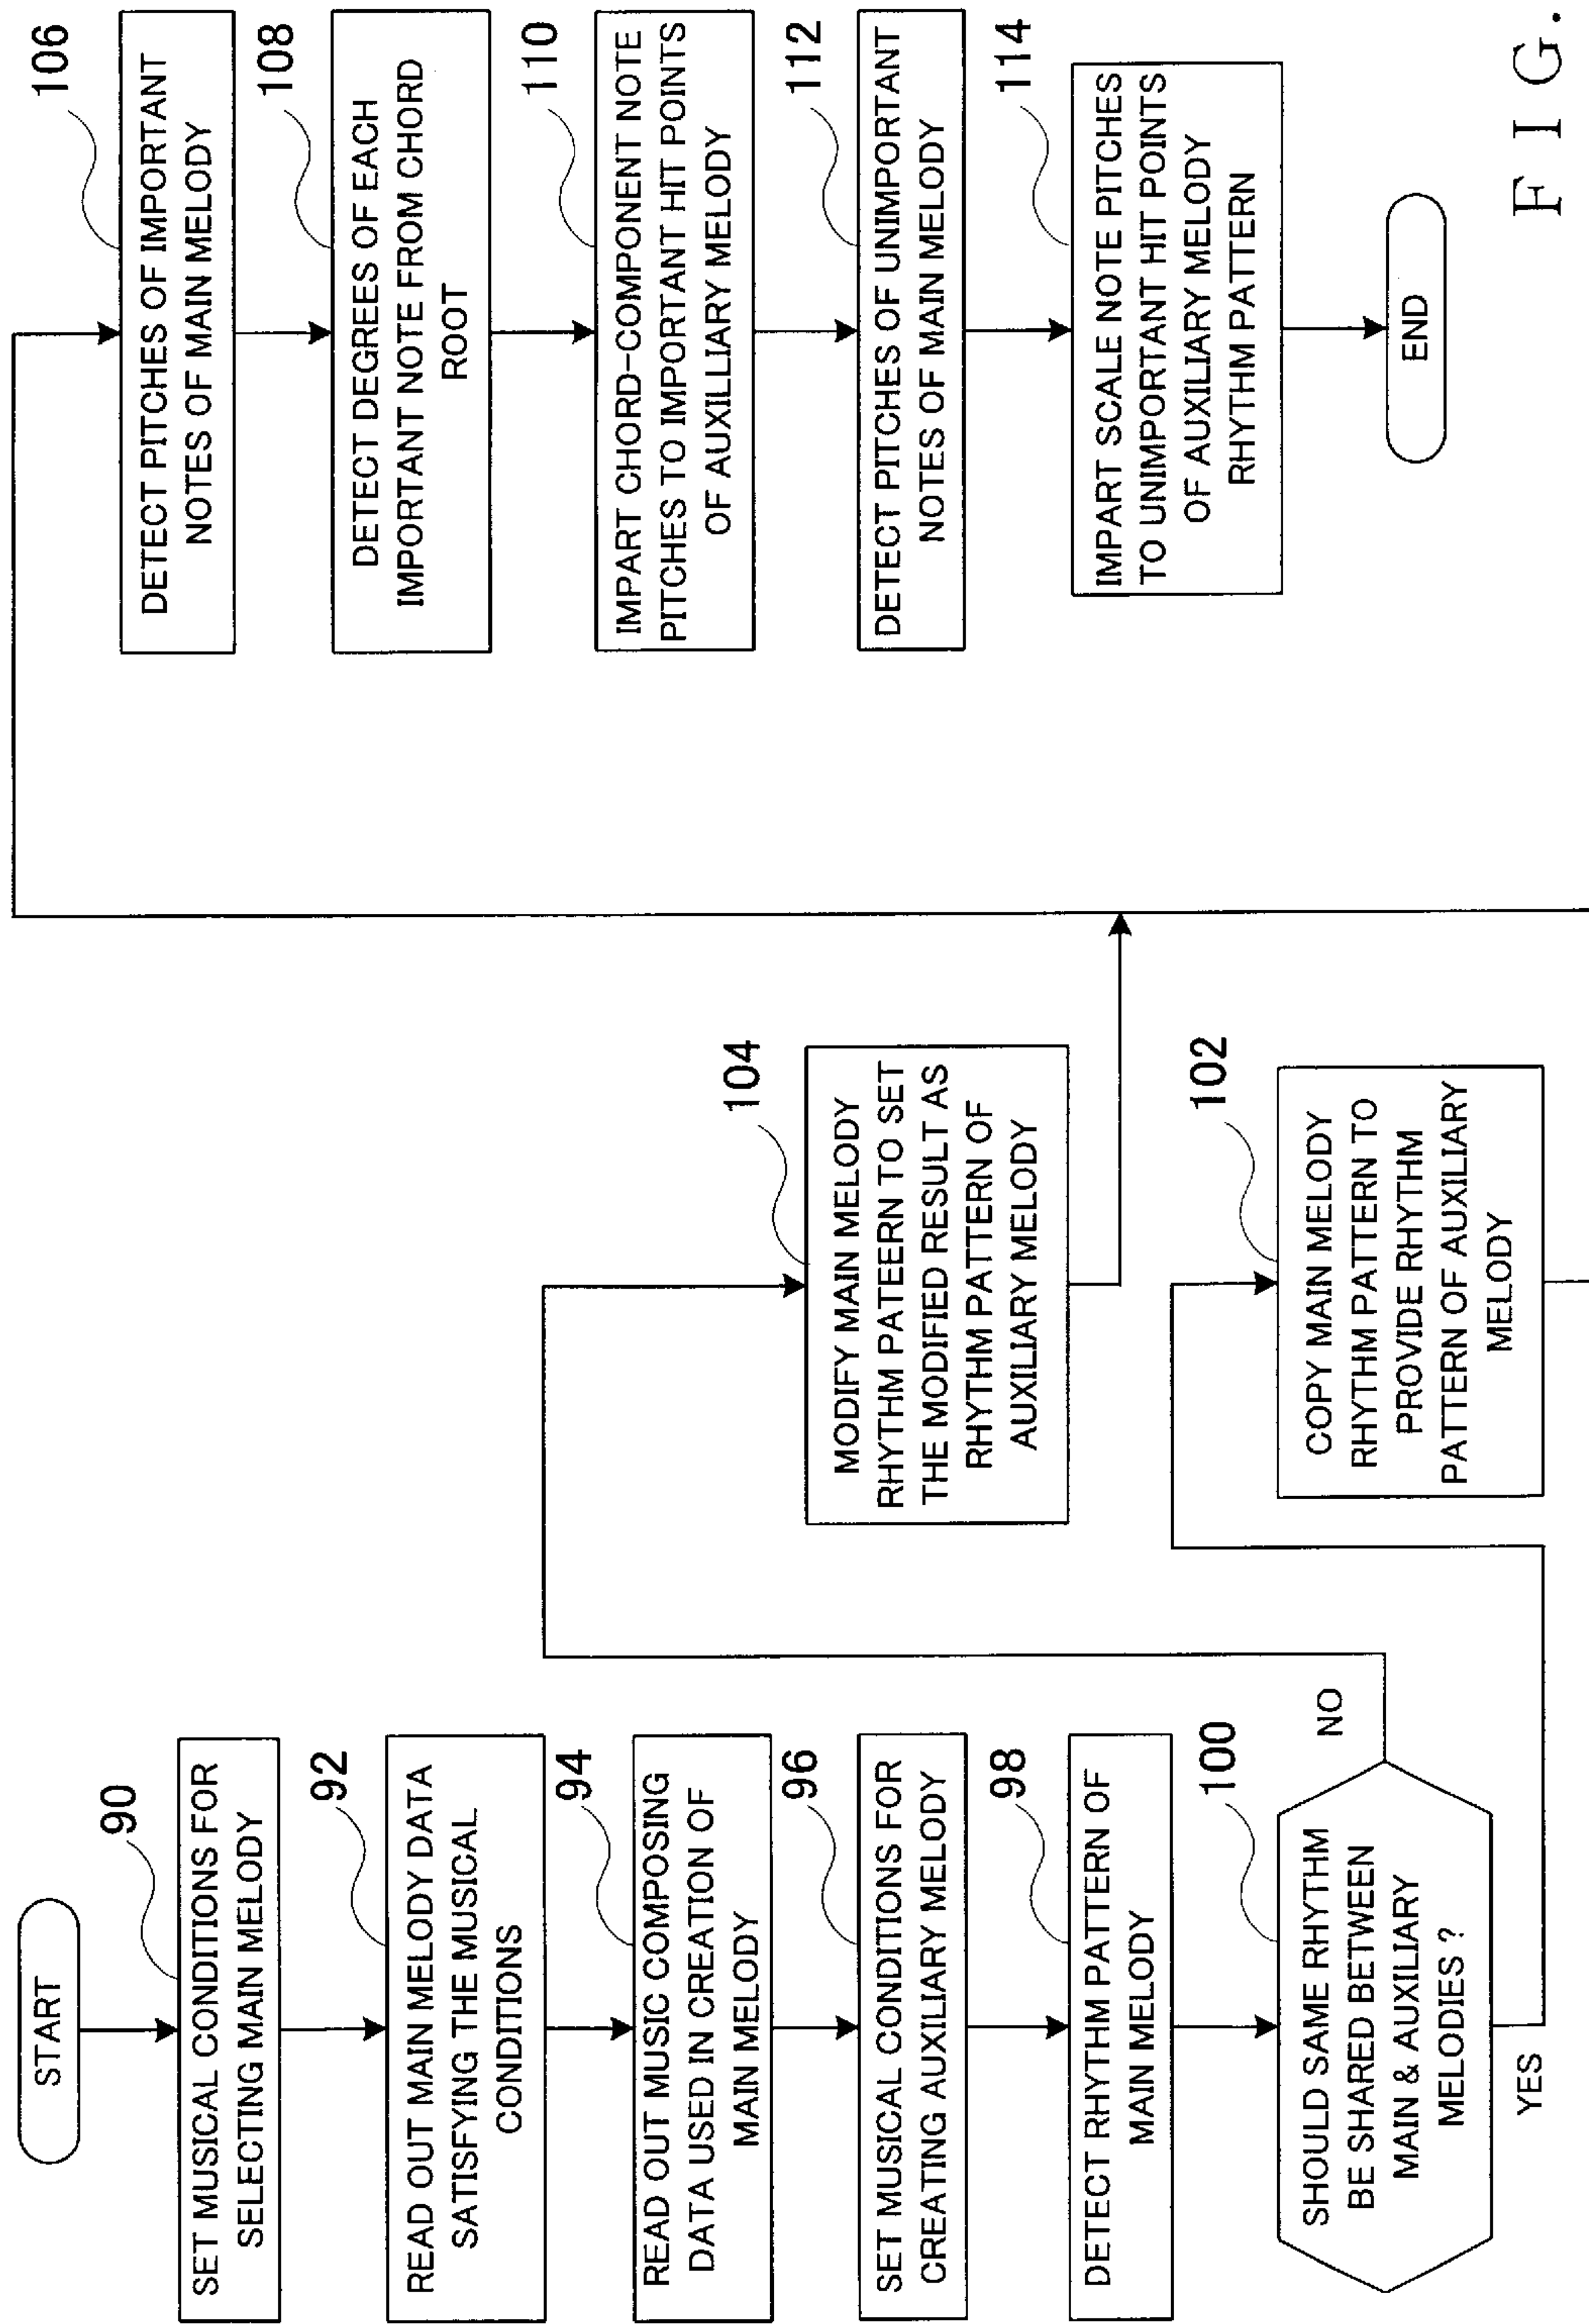 START
90
SET MUSICAL CONDITIONS FOR
SELECTING MAIN MELODY
92
READ OUT MAIN MELODY DATA
SATISFYING THE MUSICAL
CONDITIONS
94
READ OUT MUSIC COMPOSING
DATA USED IN CREATION OF
MAIN MELODY
96
SET MUSICAL CONDITIONS FOR
CREATING AUXILIARY MELODY
98
DETECT RHYTHM PATTERN OF
MAIN MELODY
100
SHOULD SAME RHYTHM
BE SHARED BETWEEN
MAIN & AUXILIARY
MELODIES ?
NO
YES
104
MODIFY MAIN MELODY
RHYTHM PATEERN TO SET
THE MODIFIED RESULT AS
RHYTHM PATTERN OF
AUXILIARY MELODY
102
COPY MAIN MELODY
RHYTHM PATTERN TO
PROVIDE RHYTHM
PATTERN OF AUXILIARY
MELODY
106
DETECT PITCHES OF IMPORTANT
NOTES OF MAIN MELODY
108
DETECT DEGREES OF EACH
IMPORTANT NOTE FROM CHORD
ROOT
110
IMPART CHORD-COMPONENT NOTE
PITCHES TO IMPORTANT HIT POINTS
OF AUXILLIARY MELODY
112
DETECT PITCHES OF UNIMPORTANT
NOTES OF MAIN MELODY
114
IMPART SCALE NOTE PITCHES
TO UNIMPORTANT HIT POINTS
OF AUXILIARY MELODY
RHYTHM PATTERN
END
F I G.